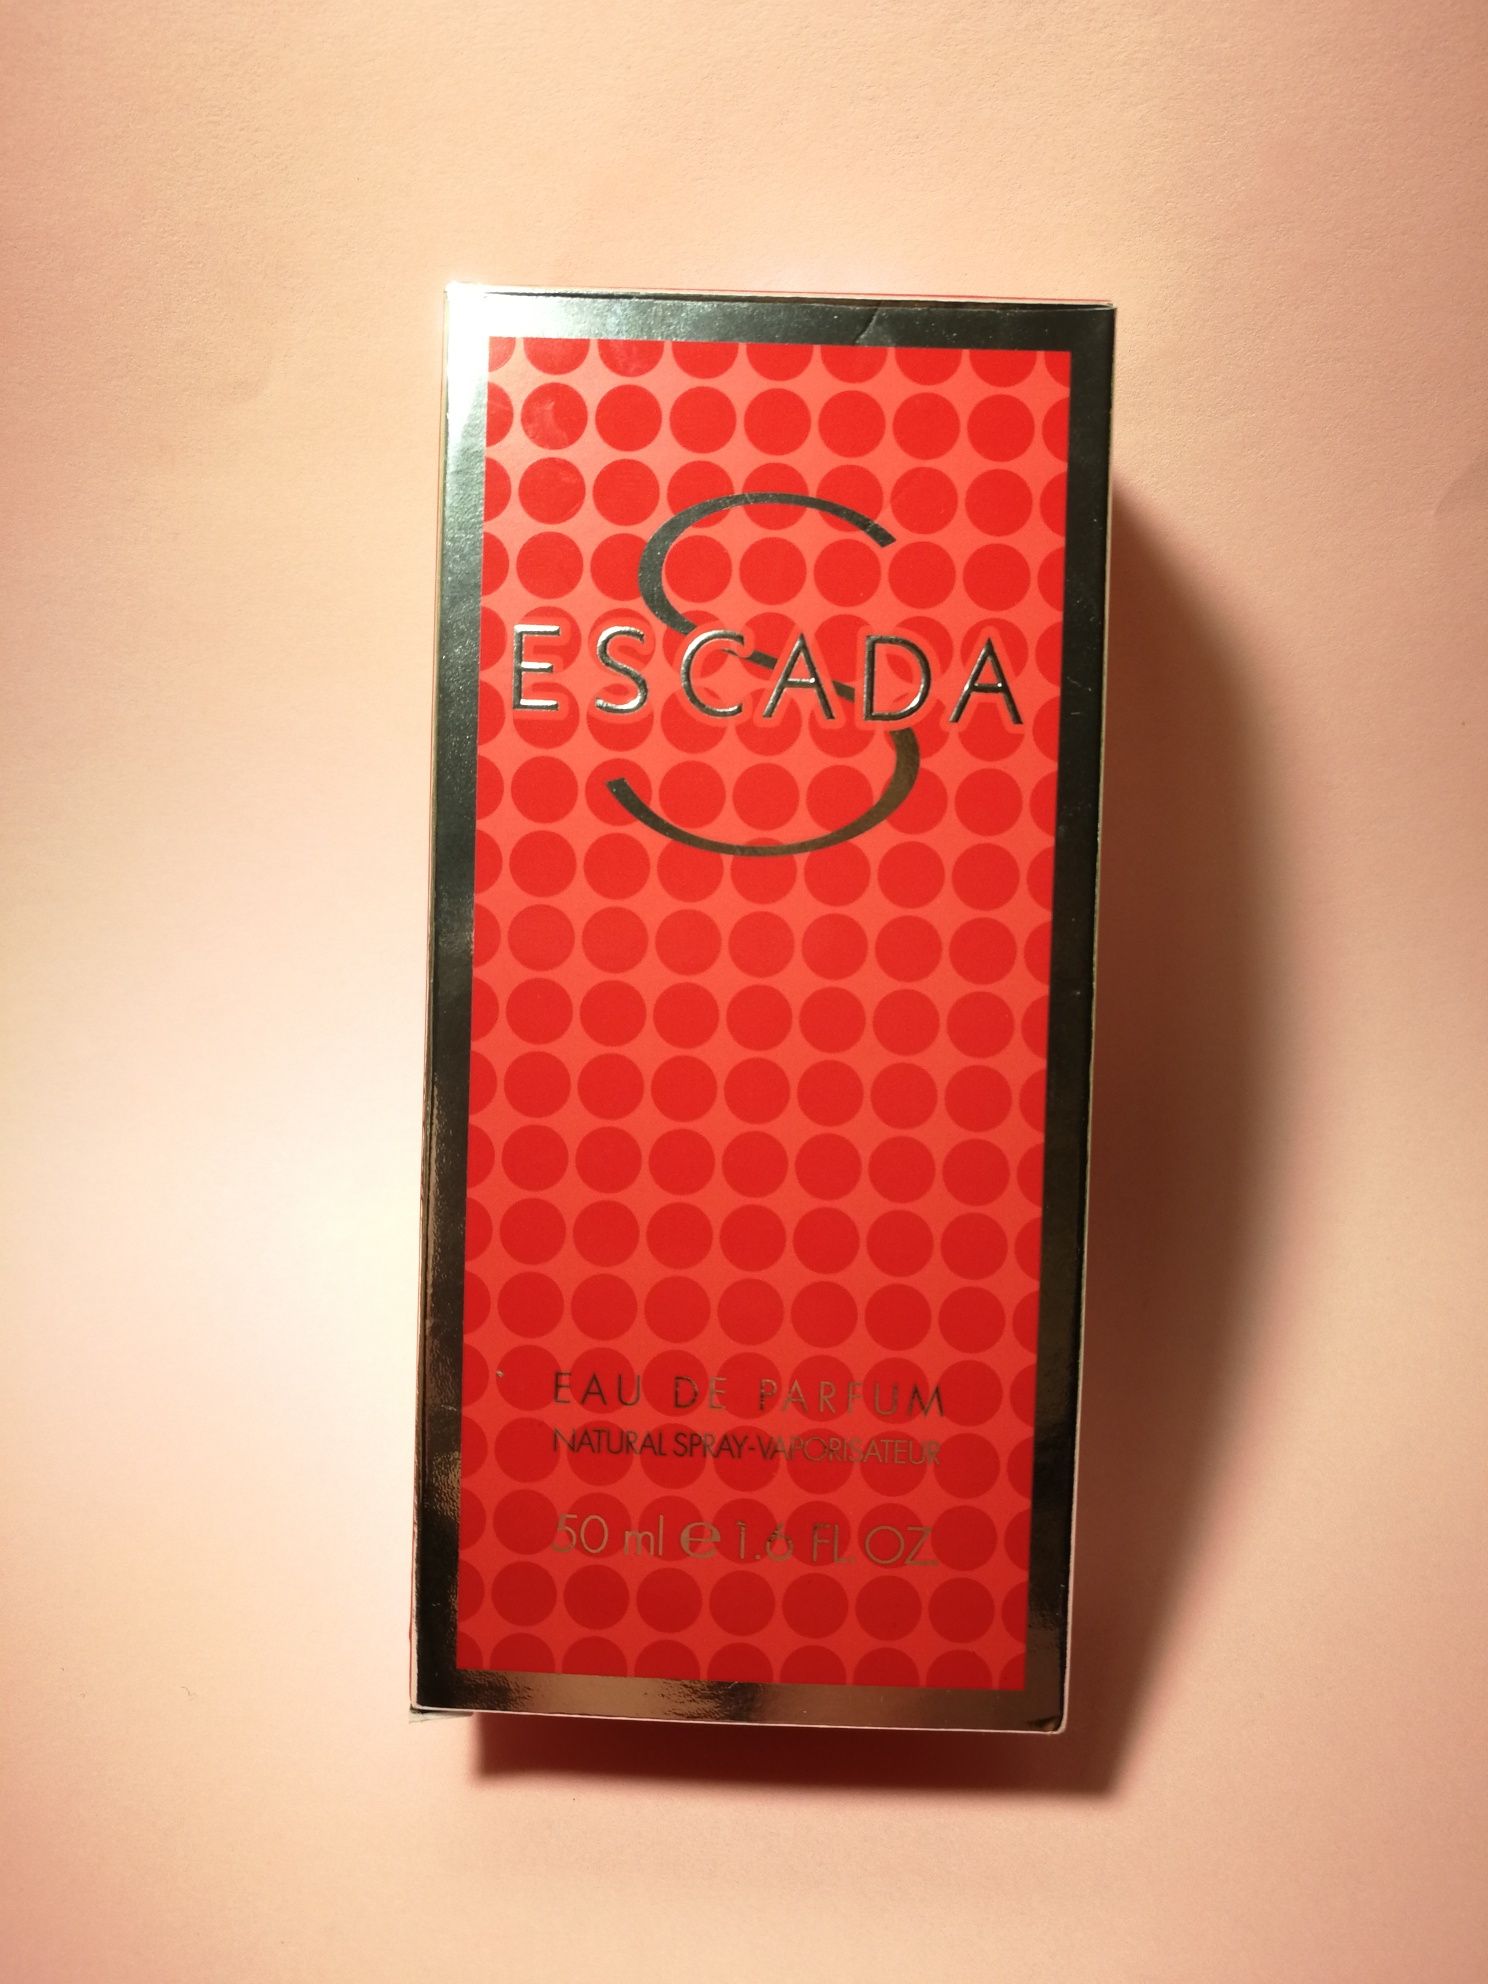 S
ESCADA
EAU DE PARFUM
NATURAL SPRAY-VAPORISATEUR
50 ml ℮ 1.6 FL. OZ.